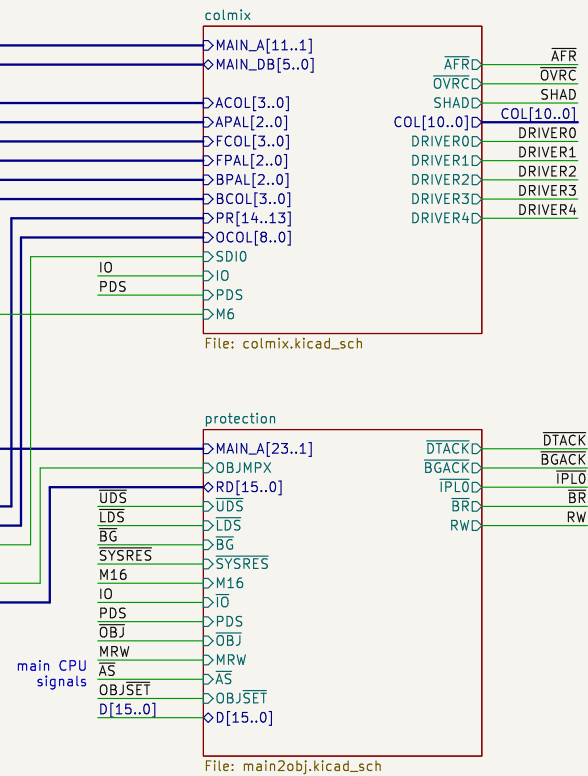 colmix
MAIN_A[11..1]
MAIN_DB[5..0]
ACOL[3..0]
APAL[2..0]
FCOL[3..0]
FPAL[2..0]
BPAL[2..0]
BCOL[3..0]
PR[14..13]
OCOL[8..0]
SDI0
IO IO
PDS PDS
M6
AFR AFR
OVRC OVRC
SHAD SHAD
COL[10..0] COL[10..0]
DRIVER0 DRIVER0
DRIVER1 DRIVER1
DRIVER2 DRIVER2
DRIVER3 DRIVER3
DRIVER4 DRIVER4
File: colmix.kicad_sch
protection
MAIN_A[23..1]
OBJMPX
RD[15..0]
UDS UDS
LDS LDS
BG BG
SYSRES SYSRES
M16 M16
IO IO
PDS PDS
OBJ OBJ
MRW MRW
AS AS
OBJSET OBJSET
D[15..0] D[15..0]
main CPU
signals
DTACK DTACK
BGACK BGACK
IPL0 IPL0
BR BR
RW RW
File: main2obj.kicad_sch